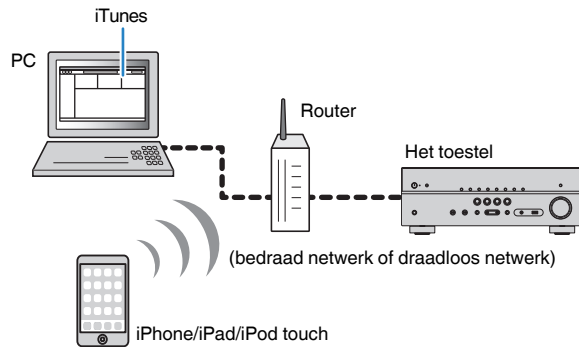 iTunes
PC
Router
Het toestel
(bedraad netwerk of draadloos netwerk)
iPhone/iPad/iPod touch